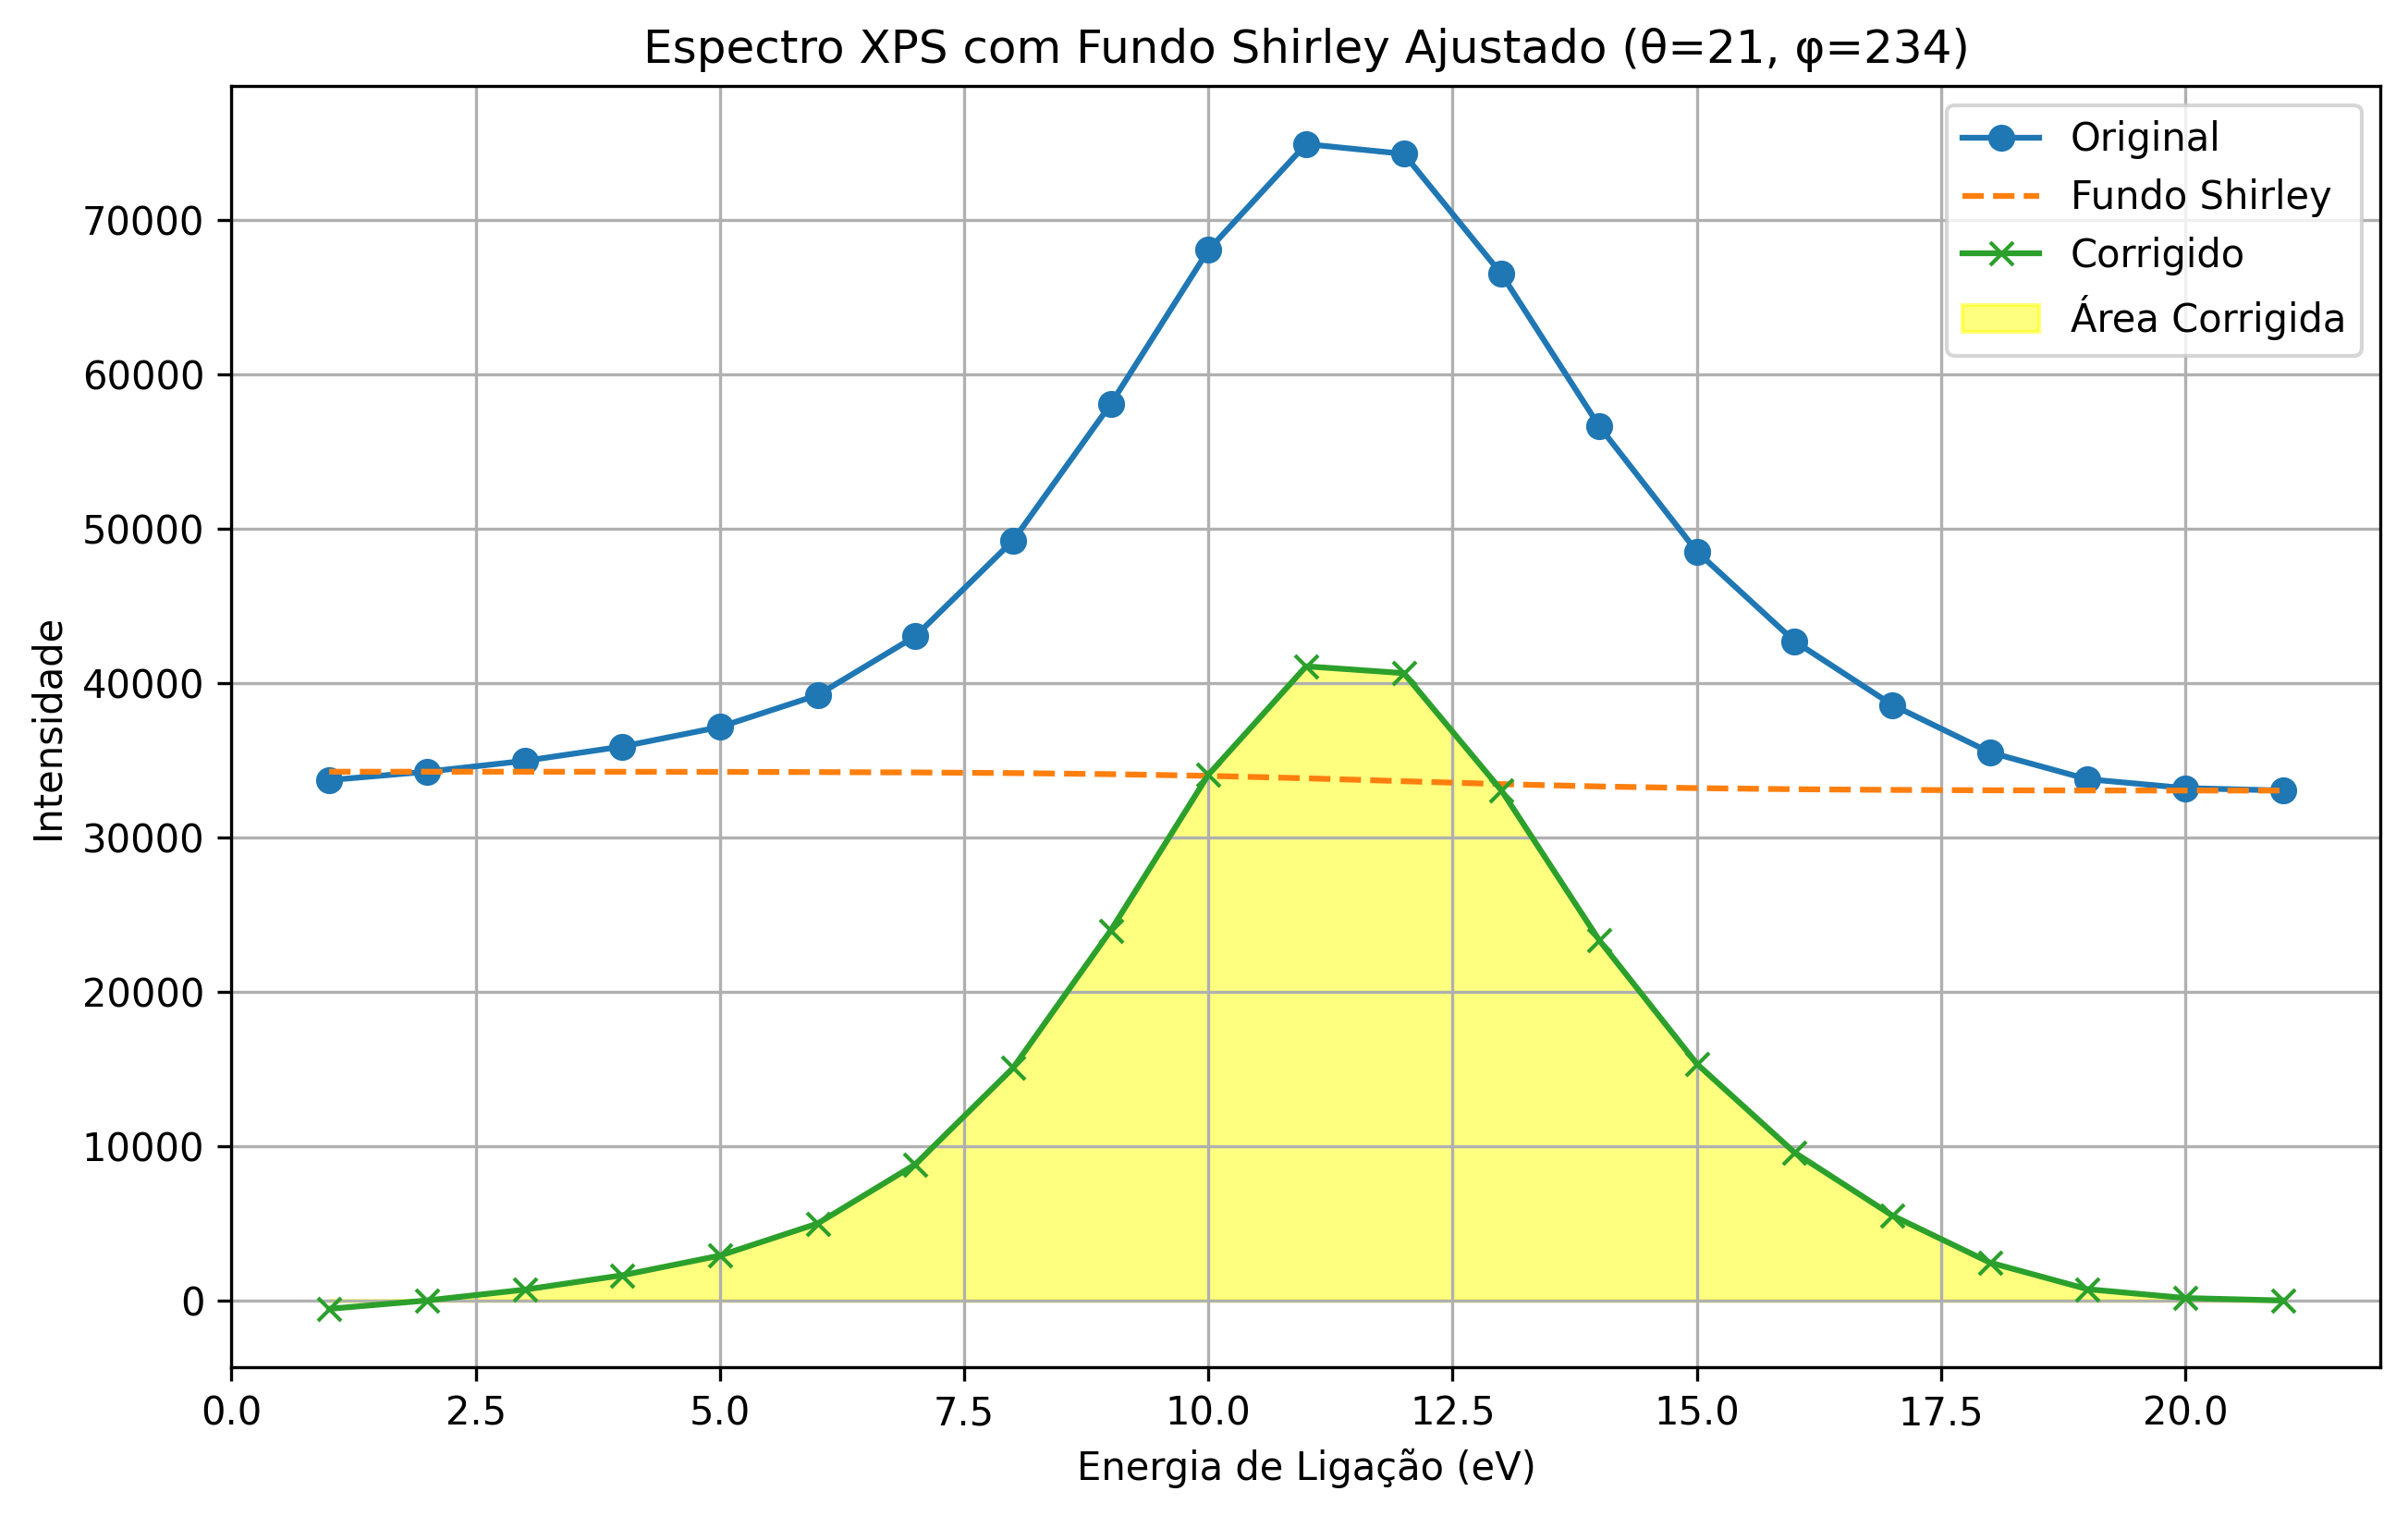 Espectro XPS com Fundo Shirley Ajustado (θ=21, φ=234)
Original
Fundo Shirley
Corrigido
Área Corrigida
Intensidade
70000
60000
50000
40000
30000
20000
10000
0
0.0 2.5 5.0 7.5 10.0 12.5 15.0 17.5 20.0
Energia de Ligação (eV)